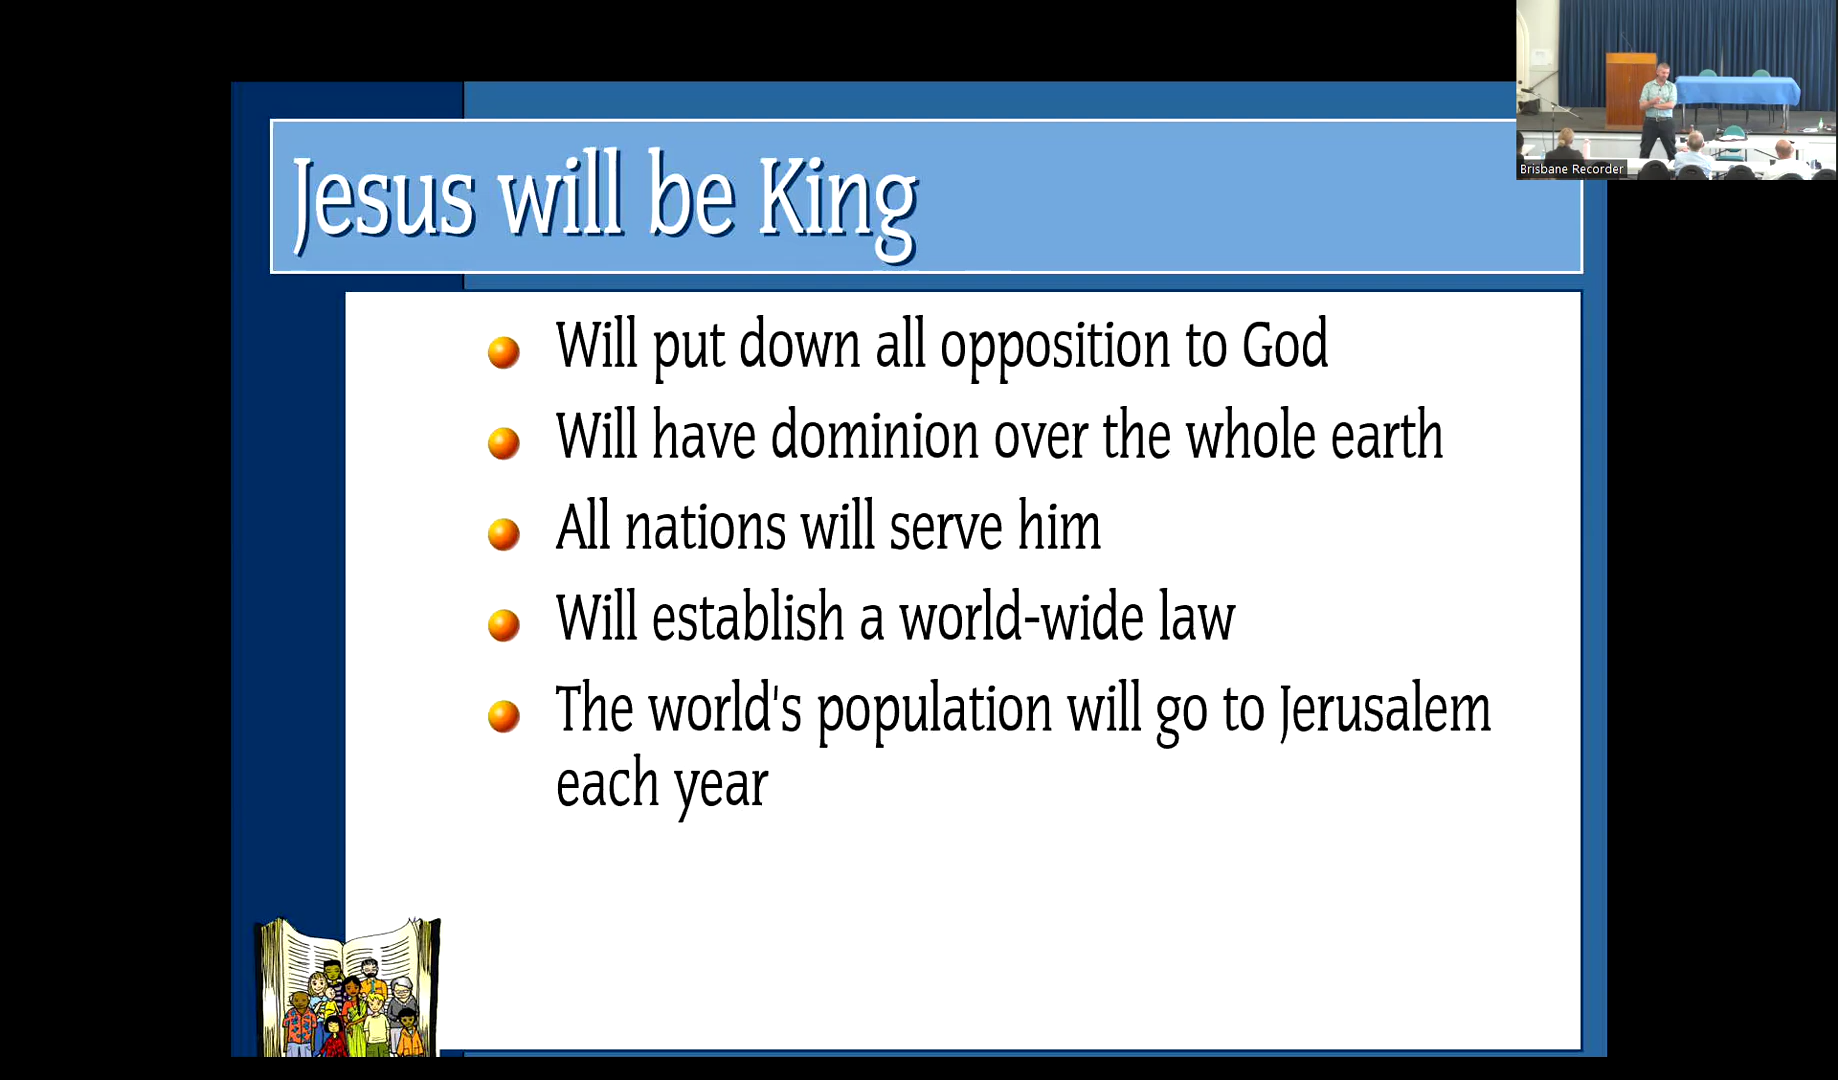 Jesus will be King
Will put down all opposition to God
Will have dominion over the whole earth
All nations will serve him
Will establish a world-wide law
The world's population will go to Jerusalem
each year
Brisbane Recorder